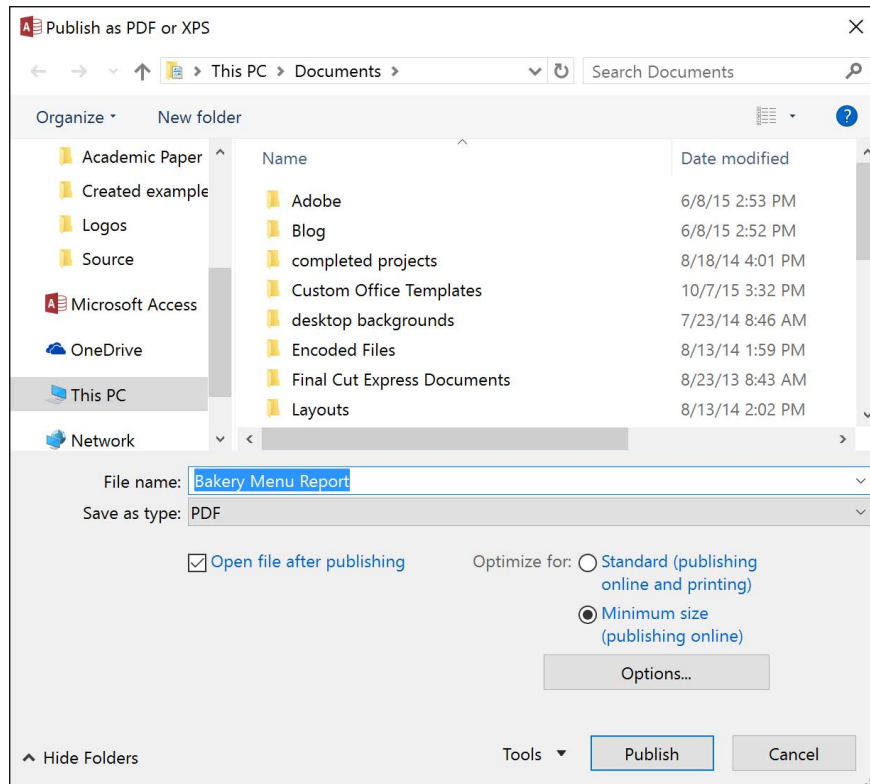 Publish as PDF or XPS
This PC > Documents >
Search Documents
Organize
New folder
?
Academic Paper
Created example
Logos
Source
A Microsoft Access
OneDrive
This PC
Network
Name
Date modified
Adobe
6/8/15 2:53 PM
Blog
6/8/15 2:52 PM
completed projects
8/18/14 4:01 PM
Custom Office Templates
10/7/15 3:32 PM
desktop backgrounds
7/23/14 8:46 AM
Encoded Files
8/13/14 1:59 PM
Final Cut Express Documents
8/23/13 8:43 AM
Layouts
8/13/14 2:02 PM
File name: Bakery Menu Report
Save as type: PDF
Open file after publishing
Optimize for:
Standard (publishing
online and printing)
Minimum size
(publishing online)
Options...
Hide Folders
Tools
Publish
Cancel